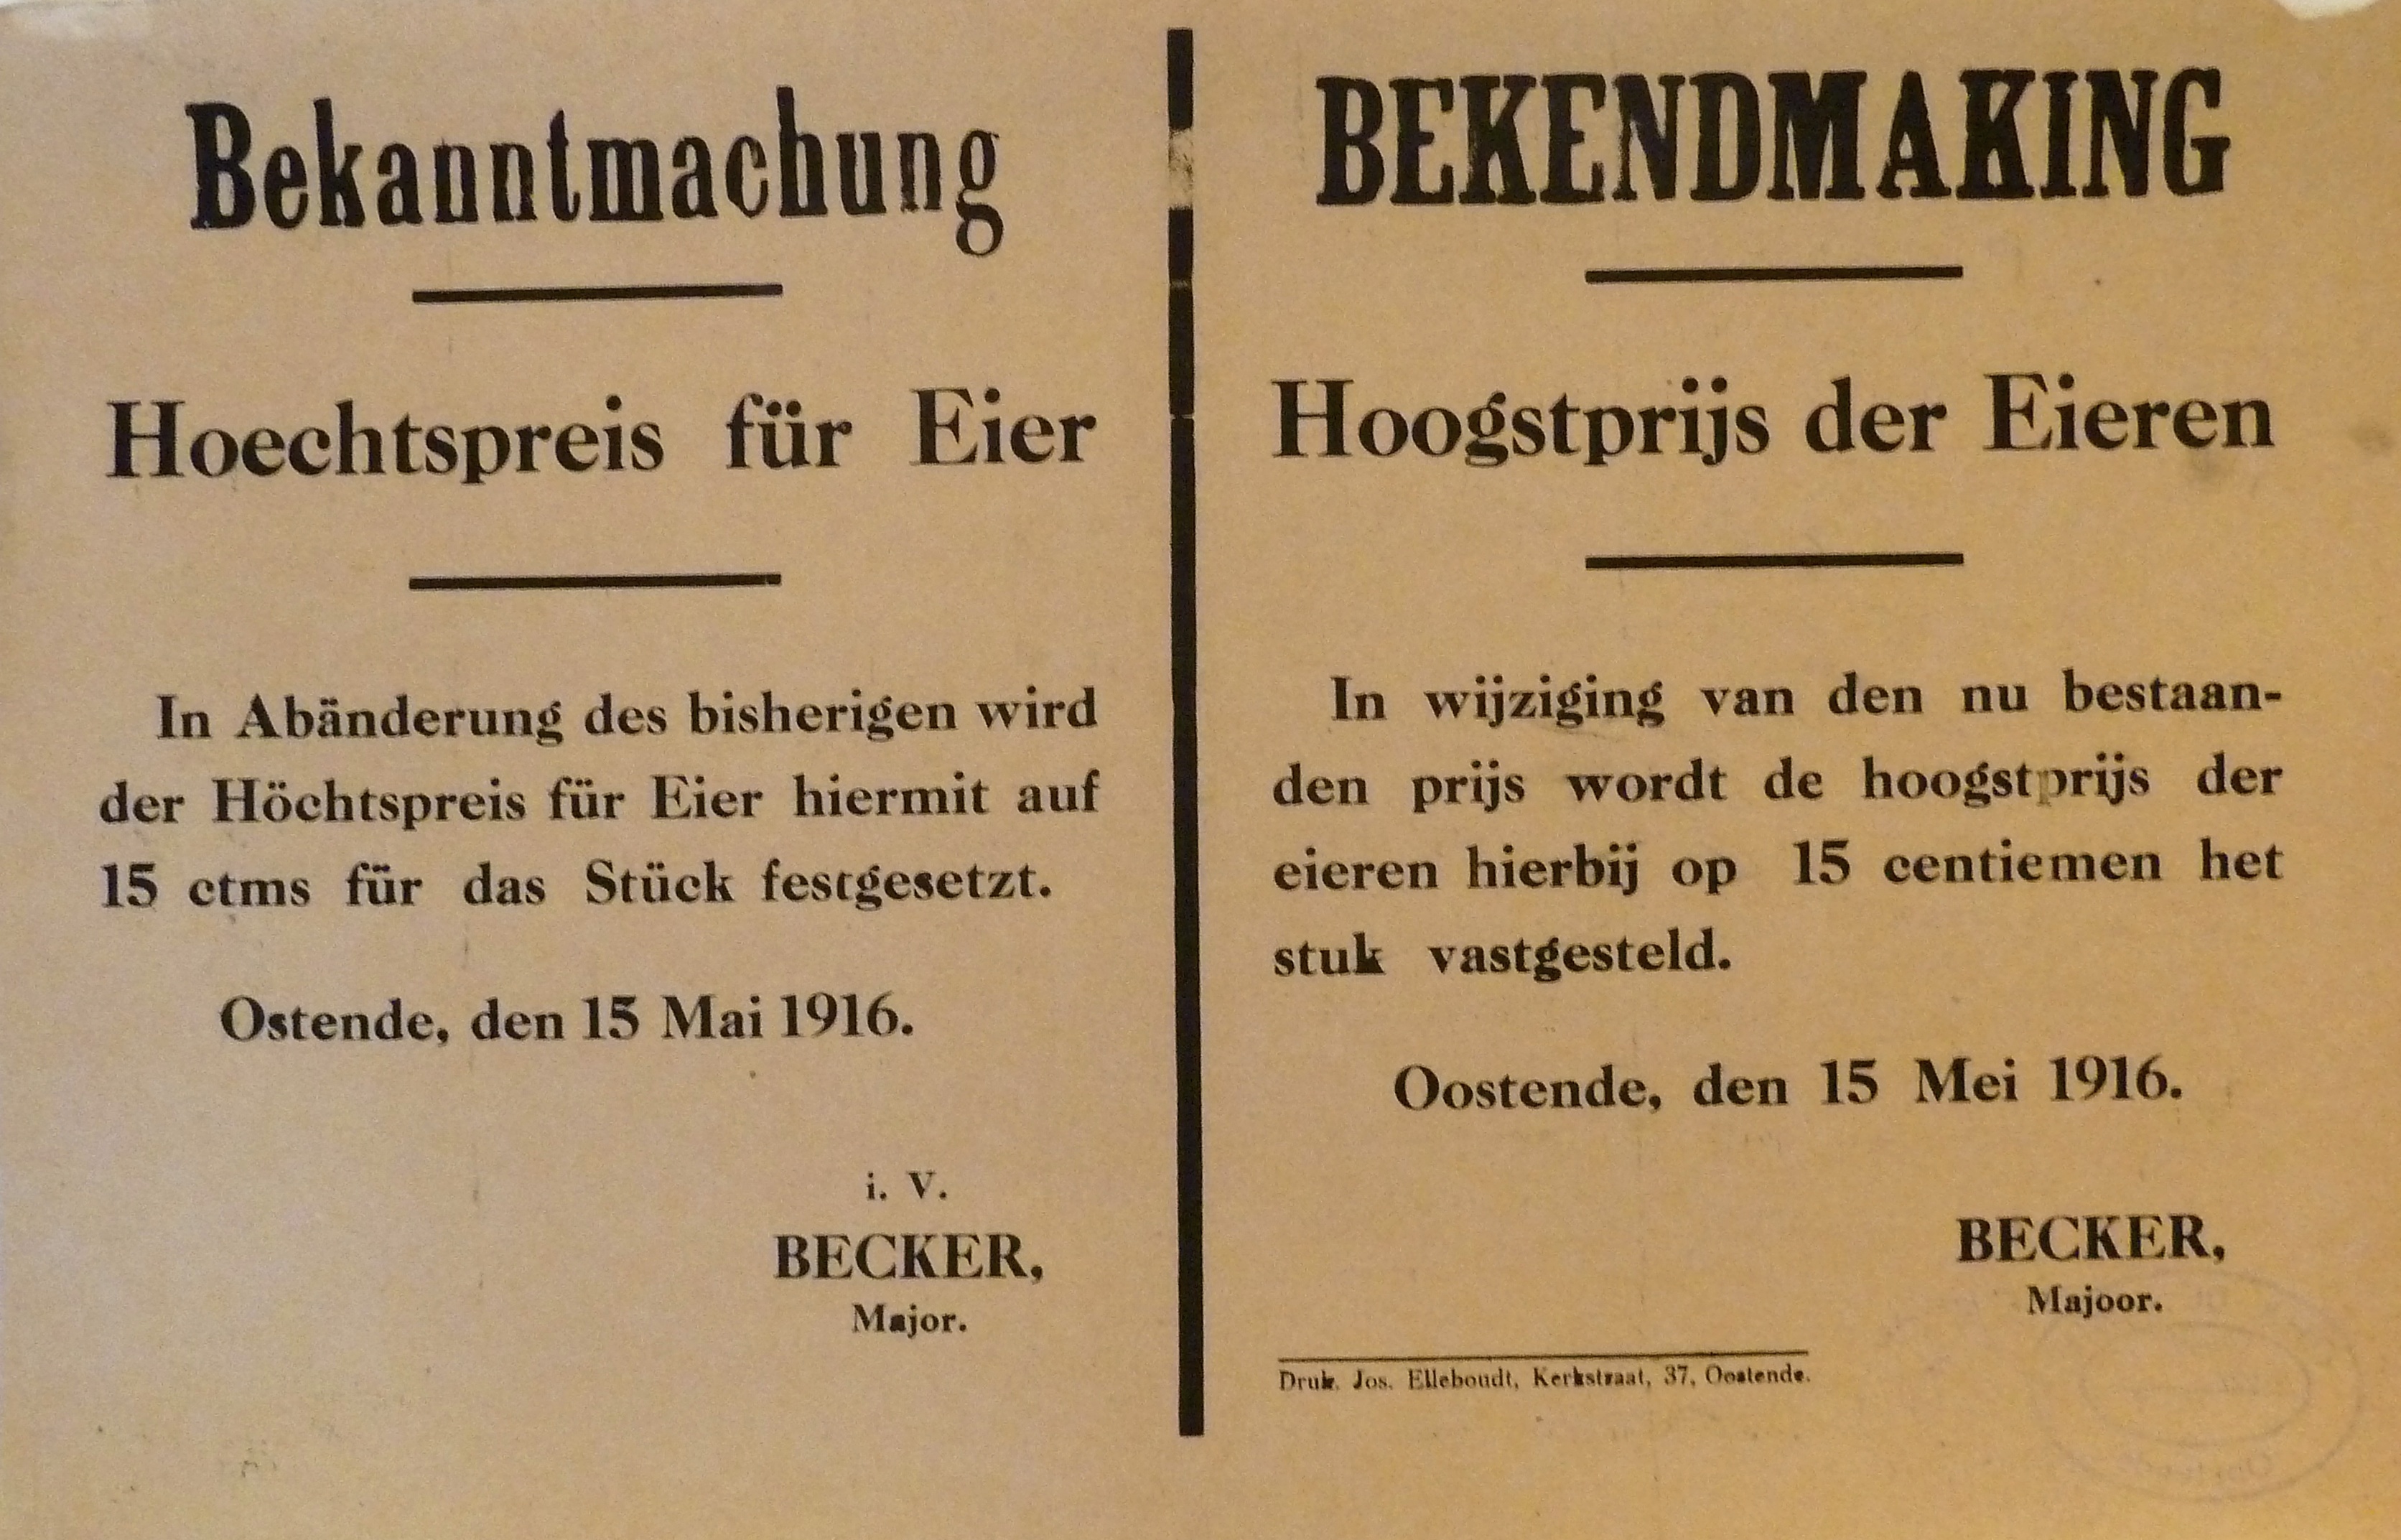 Bekanntmachung
Hoechtspreis für Eier
In Abänderung des bisherigen wird
der Höchtspreis für Eier hiermit auf
15 ctms für das Stück festgesetzt.
Ostende, den 15 Mai 1916.
i. V.
BECKER,
Major.
BEKENDMAKING
Hoogstprijs der Eieren
In wijziging van den nu bestaan-
den prijs wordt de hoogstprijs der
eieren hierbij op 15 centiemen het
stuk vastgesteld.
Oostende, den 15 Mei 1916.
BECKER,
Majoor.
Druk. Jos. Elleboudt, Kerkstraat, 37, Oostende.